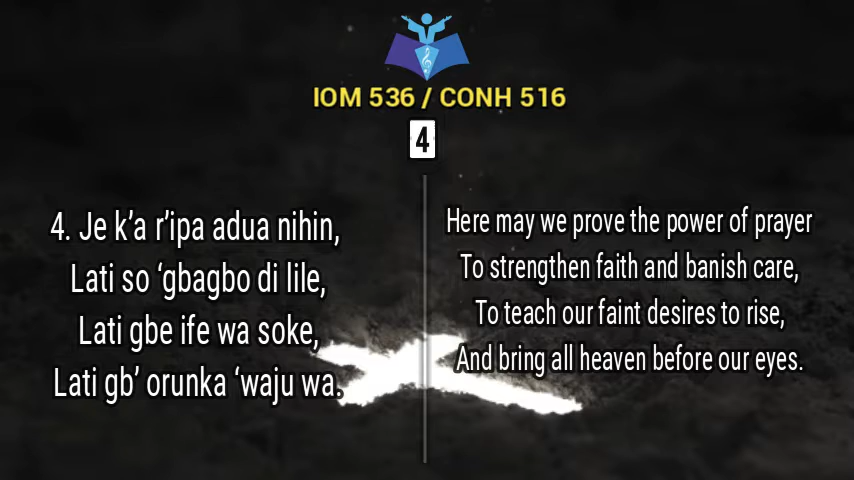 IOM 536 / CONH 516
4
4. Je k’a r’ipa adua nihin,
Lati so ‘gbagbo di lile,
Lati gbe ife wa soke,
Lati gb’ orunka ‘waju wa.
Here may we prove the power of prayer
To strengthen faith and banish care,
To teach our faint desires to rise,
And bring all heaven before our eyes.